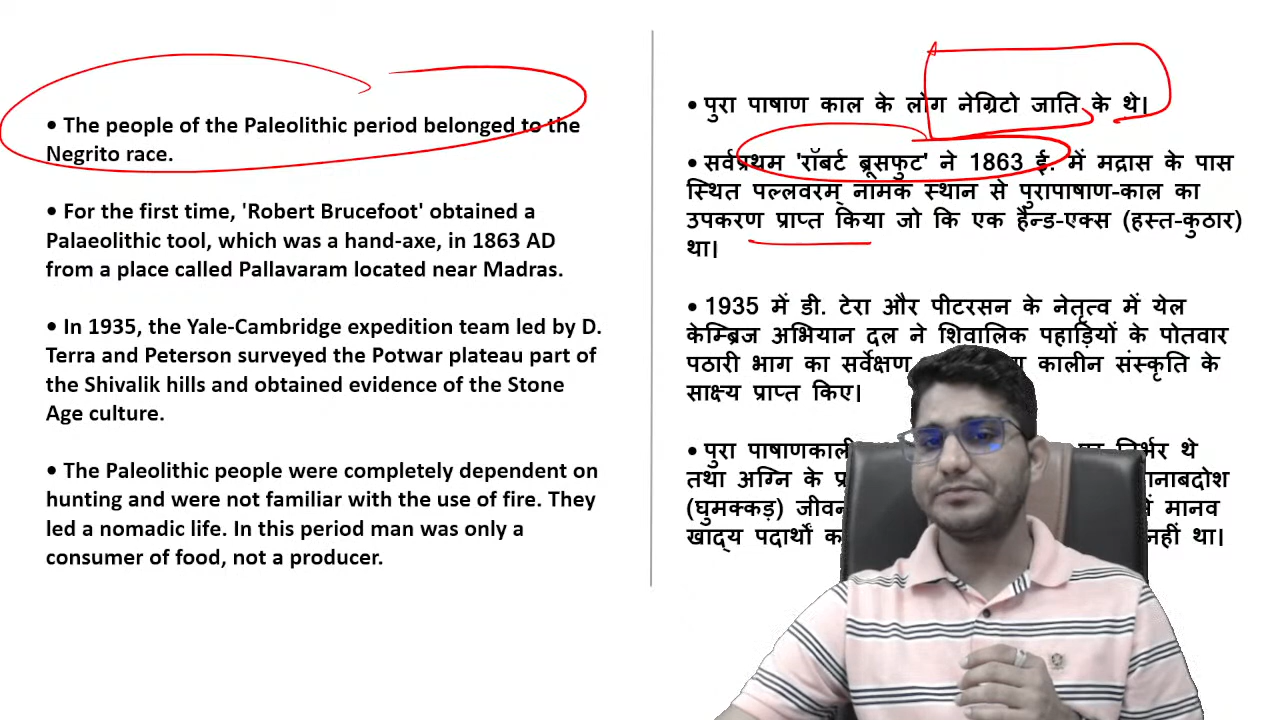 • The people of the Paleolithic period belonged to the
Negrito race.
• For the first time, 'Robert Brucefoot' obtained a
Palaeolithic tool, which was a hand-axe, in 1863 AD
from a place called Pallavaram located near Madras.
• In 1935, the Yale-Cambridge expedition team led by D.
Terra and Peterson surveyed the Potwar plateau part of
the Shivalik hills and obtained evidence of the Stone
Age culture.
• The Paleolithic people were completely dependent on
hunting and were not familiar with the use of fire. They
led a nomadic life. In this period man was only a
consumer of food, not a producer.
• पुरा पाषाण काल के लोग नेग्रिटो जाति के थे।
• सर्वप्रथम 'रॉबर्ट ब्रूसफुट' ने 1863 ई. में मद्रास के पास
स्थित पल्लवरम् नामक स्थान से पुरापाषाण-काल का
उपकरण प्राप्त किया जो कि एक हैन्ड-एक्स (हस्त-कुठार)
था।
• 1935 में डी. टेरा और पीटरसन के नेतृत्व में येल
केम्ब्रिज अभियान दल ने शिवालिक पहाड़ियों के पोतवार
पठारी भाग का सर्वेक्षण कालीन संस्कृति के
साक्ष्य प्राप्त किए।
• पुरा निर्भर थे
तथा अग्नि के
(घुमक्कड़) मानव
खाद्य पदार्थों नहीं था।